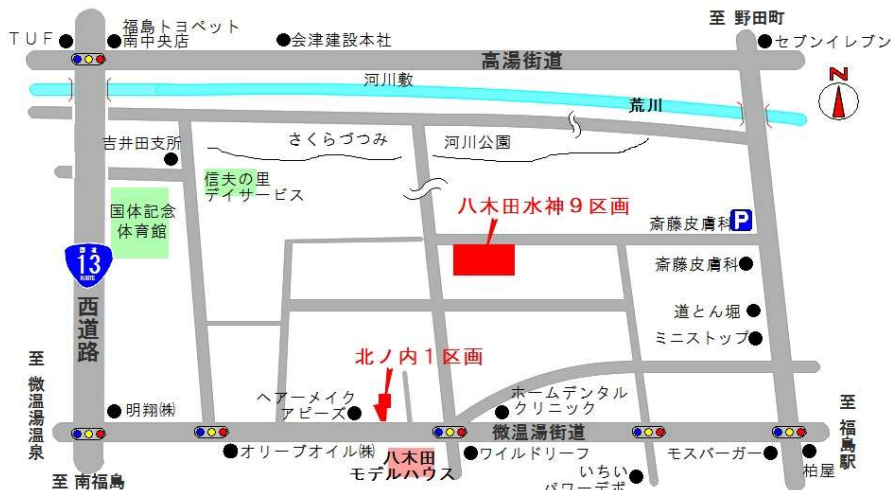 至 野田町
福島トヨペット
南中央店
TUF
会津建設本社
セブンイレブン
高湯街道
河川敷
荒川
N
さくらづつみ
河川公園
吉井田支所
信夫の里
デイサービス
国体記念
体育館
八木田水神9区画
斎藤皮膚科
P
国道
13
ROUTE
斎藤皮膚科
西道路
道とん堀
ミニストップ
北ノ内1区画
至 微温湯温泉
ヘアーメイク
アピーズ
ホームデンタル
クリニック
明翔㈱
微温湯街道
至 福島駅
オリーブオイル㈱
八木田
モデルハウス
ワイルドリーフ
モスバーガー
柏屋
いちい
パワーデポ
至 南福島